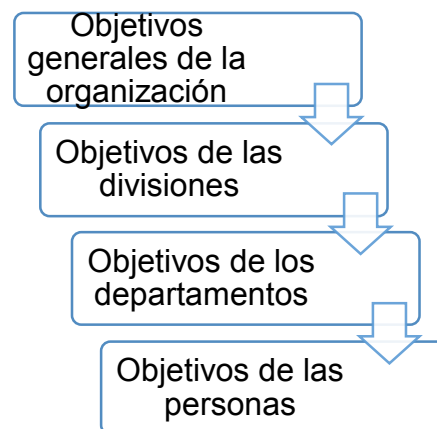 Objetivos
generales de la
organización
Objetivos de las
divisiones
Objetivos de los
departamentos
Objetivos de las
personas